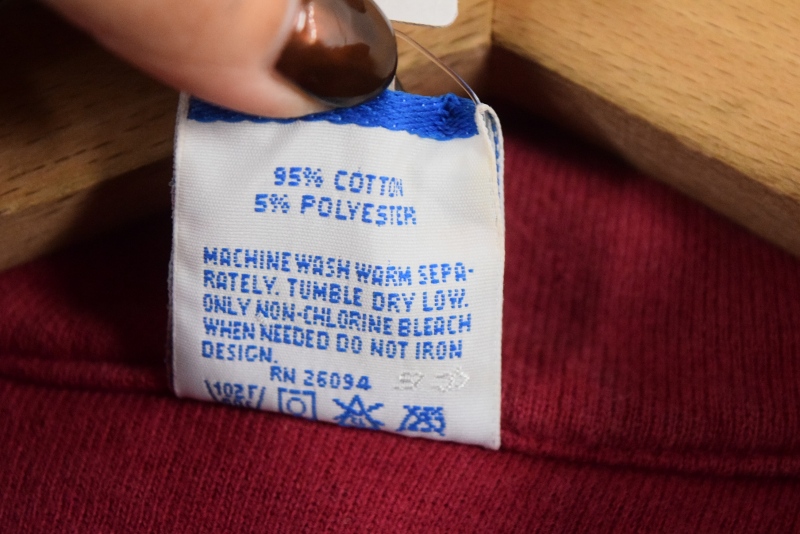 95% COTTON
5% POLYESTER
MACHINE WASH WARM SEPA-
RATELY. TUMBLE DRY LOW.
ONLY NON-CHLORINE BLEACH
WHEN NEEDED DO NOT IRON
DESIGN.
RN 26094
102F